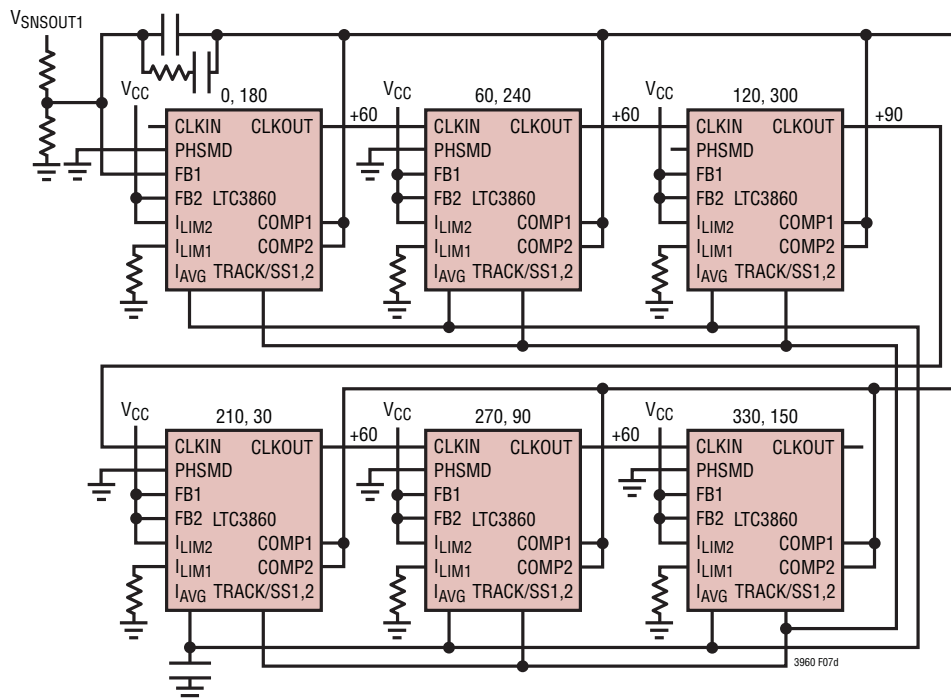 VSNSOUT1
VCC
0, 180
CLKIN CLKOUT
PHSMD
FB1
FB2 LTC3860
ILIM2 COMP1
ILIM1 COMP2
IAVG TRACK/SS1,2
+60
VCC
60, 240
CLKIN CLKOUT
PHSMD
FB1
FB2 LTC3860
ILIM2 COMP1
ILIM1 COMP2
IAVG TRACK/SS1,2
+60
VCC
120, 300
CLKIN CLKOUT
PHSMD
FB1
FB2 LTC3860
ILIM2 COMP1
ILIM1 COMP2
IAVG TRACK/SS1,2
+90
VCC
210, 30
CLKIN CLKOUT
PHSMD
FB1
FB2 LTC3860
ILIM2 COMP1
ILIM1 COMP2
IAVG TRACK/SS1,2
+60
VCC
270, 90
CLKIN CLKOUT
PHSMD
FB1
FB2 LTC3860
ILIM2 COMP1
ILIM1 COMP2
IAVG TRACK/SS1,2
+60
VCC
330, 150
CLKIN CLKOUT
PHSMD
FB1
FB2 LTC3860
ILIM2 COMP1
ILIM1 COMP2
IAVG TRACK/SS1,2
3960 F07d